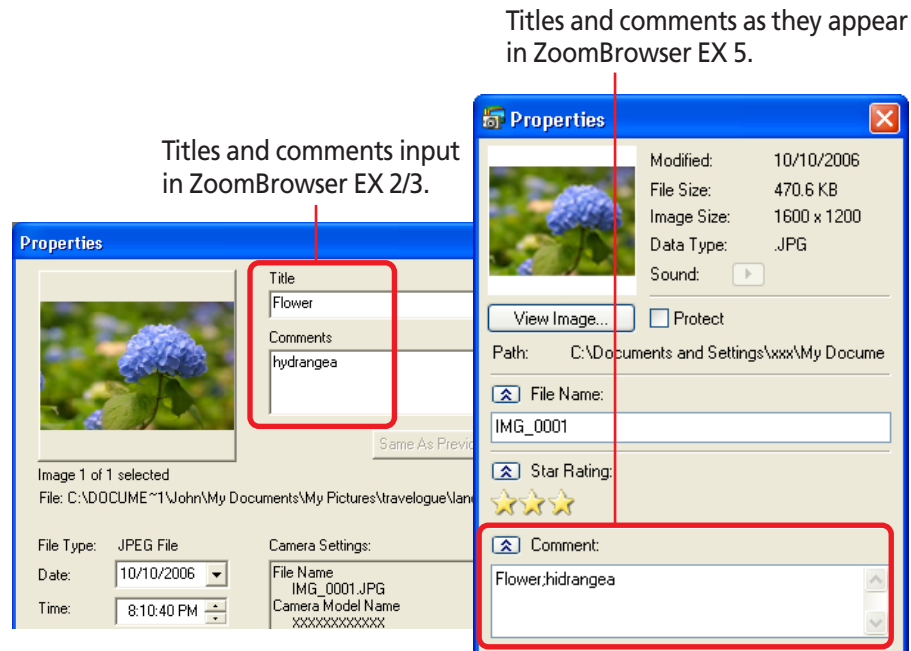 Titles and comments as they appear
in ZoomBrowser EX 5.
Titles and comments input
in ZoomBrowser EX 2/3.
Properties
Title
Flower
Comments
hydrangea
Same As Previo
Image 1 of 1 selected
File: C:\DOCUME~1\John\My Documents\My Pictures\travelogue\lan
File Type: JPEG File
Date: 10/10/2006
Time: 8:10:40 PM
Camera Settings:
File Name
IMG_0001.JPG
Camera Model Name
XXXXXXXXXXXX
Properties
Modified: 10/10/2006
File Size: 470.6 KB
Image Size: 1600 x 1200
Data Type: .JPG
Sound:
View Image... Protect
Path: C:\Documents and Settings\xxx\My Docume
File Name:
IMG_0001
Star Rating:
Comment:
Flower;hidrangea